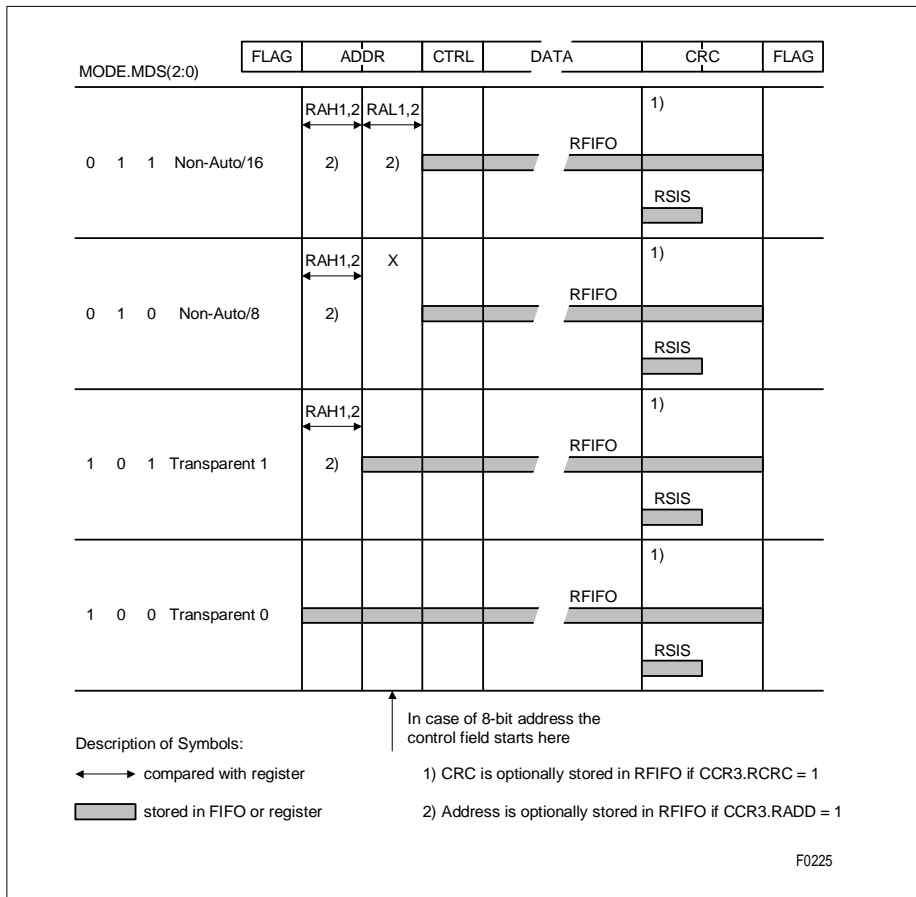 FLAG ADDR CTRL DATA CRC FLAG
MODE.MDS(2:0)
RAH1,2 RAL1,2 1)
RFIFO
0 1 1 Non-Auto/16 2) 2)
RSIS
RAH1,2 X 1)
RFIFO
0 1 0 Non-Auto/8 2)
RSIS
RAH1,2 1)
RFIFO
1 0 1 Transparent 1 2)
RSIS
1)
RFIFO
1 0 0 Transparent 0
RSIS
In case of 8-bit address the
control field starts here
Description of Symbols:
compared with register
1) CRC is optionally stored in RFIFO if CCR3.RCRC = 1
stored in FIFO or register
2) Address is optionally stored in RFIFO if CCR3.RADD = 1
F0225